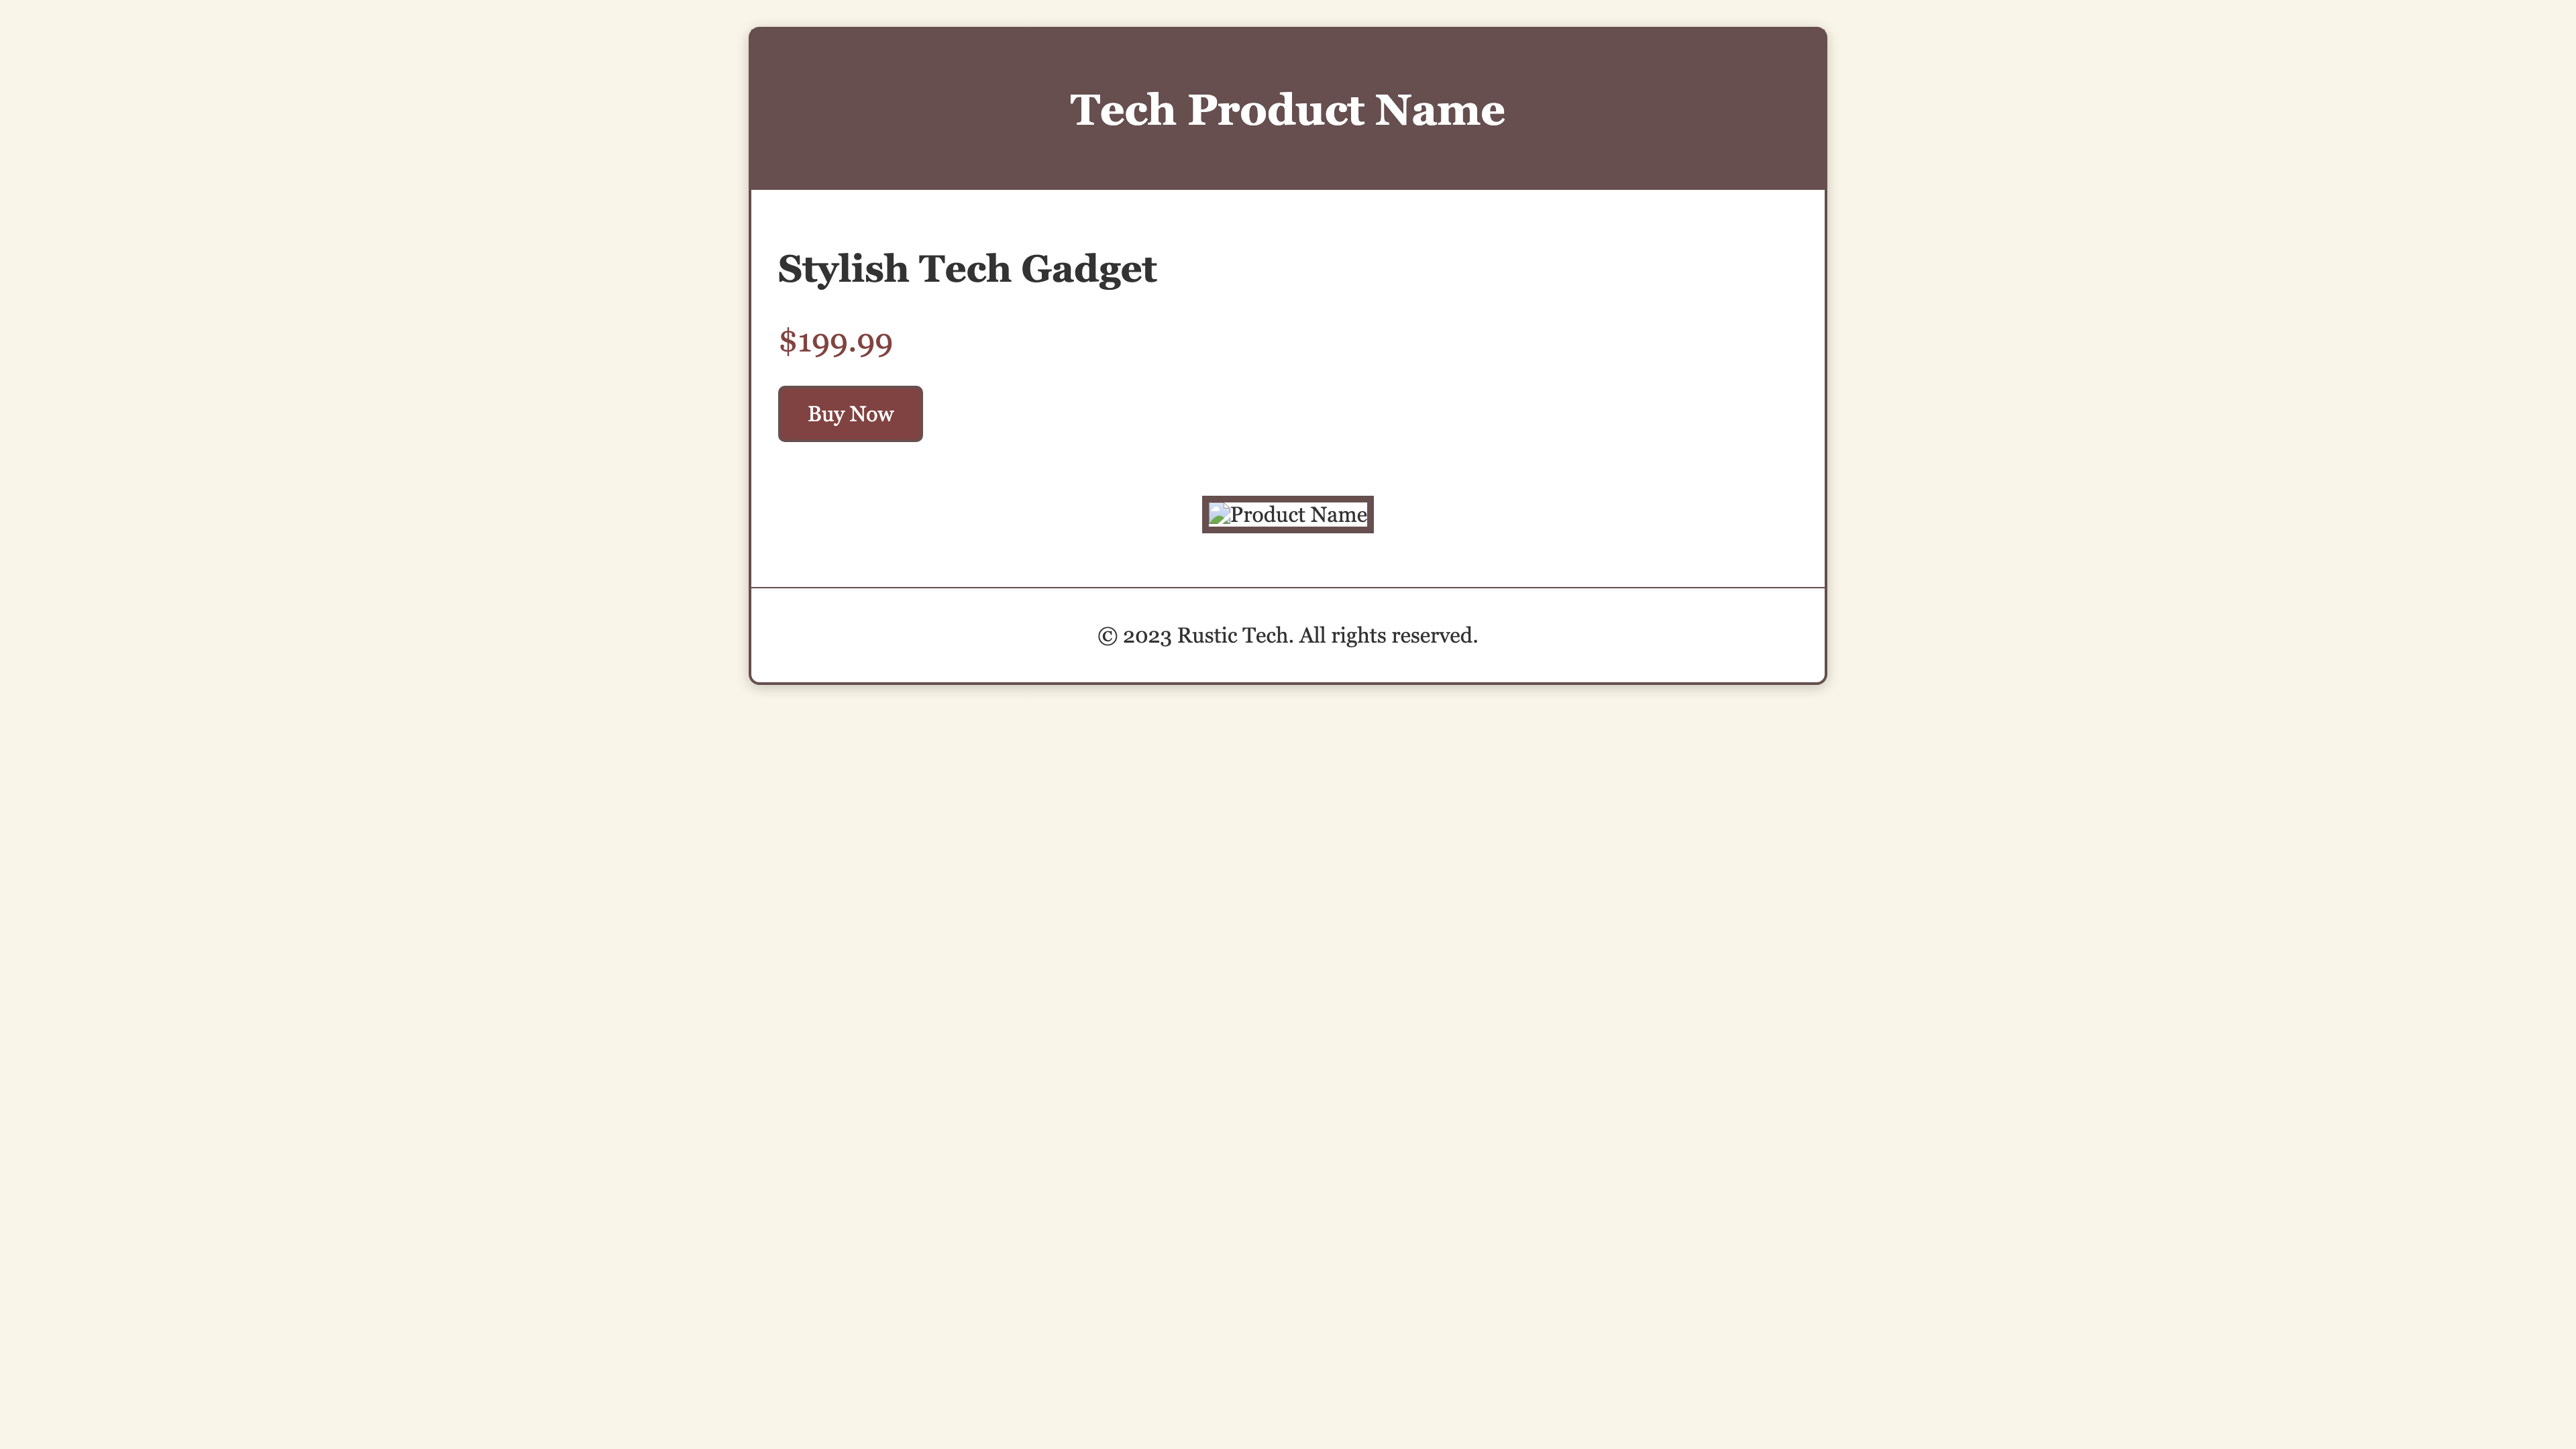 Tech Product Name
Stylish Tech Gadget
$199.99
Buy Now
Product Name
© 2023 Rustic Tech. All rights reserved.